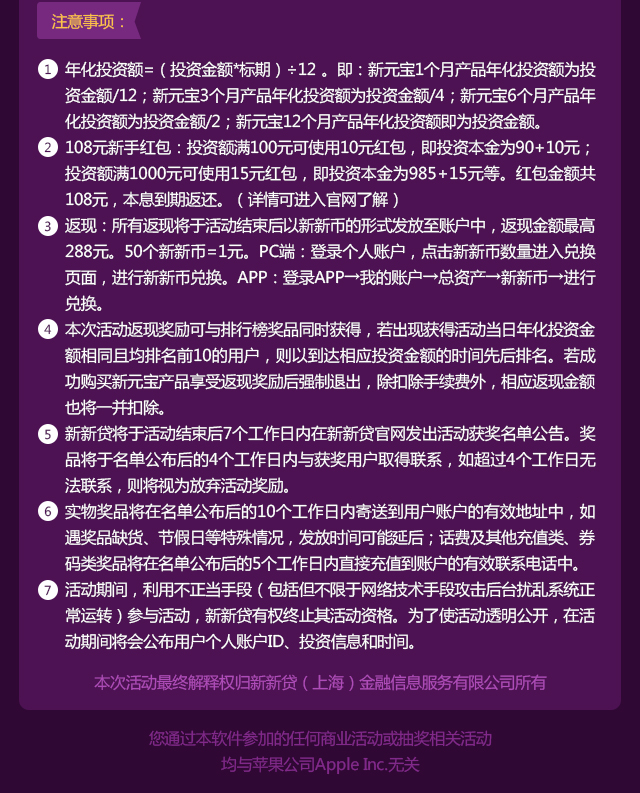 注意事项：
1 年化投资额=（投资金额*标期）÷12 。即：新元宝1个月产品年化投资额为投
资金额/12；新元宝3个月产品年化投资额为投资金额/4；新元宝6个月产品年
化投资额为投资金额/2；新元宝12个月产品年化投资额即为投资金额。
2 108元新手红包：投资额满100元可使用10元红包，即投资本金为90+10元；
投资额满1000元可使用15元红包，即投资本金为985+15元等。红包金额共
108元，本息到期返还。（详情可进入官网了解）
3 返现：所有返现将于活动结束后以新新币的形式发放至账户中，返现金额最高
288元。50个新新币=1元。PC端：登录个人账户，点击新新币数量进入兑换
页面，进行新新币兑换。APP：登录APP→我的账户→总资产→新新币→进行
兑换。
4 本次活动返现奖励可与排行榜奖品同时获得，若出现获得活动当日年化投资金
额相同且均排名前10的用户，则以到达相应投资金额的时间先后排名。若成
功购买新元宝产品享受返现奖励后强制退出，除扣除手续费外，相应返现金额
也将一并扣除。
5 新新贷将于活动结束后7个工作日内在新新贷官网发出活动获奖名单公告。奖
品将于名单公布后的4个工作日内与获奖用户取得联系，如超过4个工作日无
法联系，则将视为放弃活动奖励。
6 实物奖品将在名单公布后的10个工作日内寄送到用户账户的有效地址中，如
遇奖品缺货、节假日等特殊情况，发放时间可能延后；话费及其他充值类、券
码类奖品将在名单公布后的5个工作日内直接充值到账户的有效联系电话中。
7 活动期间，利用不正当手段（包括但不限于网络技术手段攻击后台扰乱系统正
常运转）参与活动，新新贷有权终止其活动资格。为了使活动透明公开，在活
动期间将会公布用户个人账户ID、投资信息和时间。
本次活动最终解释权归新新贷（上海）金融信息服务有限公司所有
您通过本软件参加的任何商业活动或抽奖相关活动
均与苹果公司Apple Inc.无关